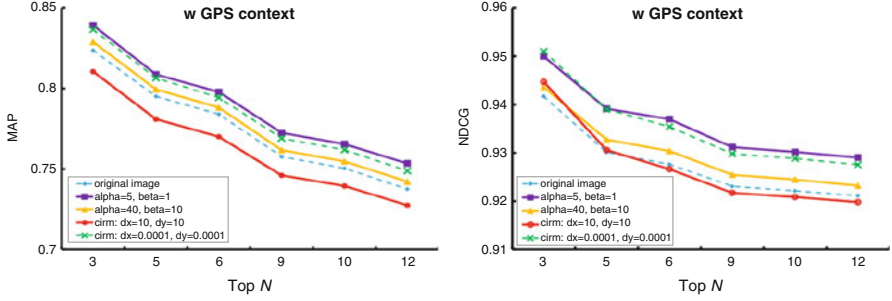 w GPS context
0.85
0.8
0.75
0.7
MAP
original image
alpha=5, beta=1
alpha=40, beta=10
cirm: dx=10, dy=10
cirm: dx=0.0001, dy=0.0001
3 5 6 9 10 12
Top N
w GPS context
0.96
0.95
0.94
0.93
0.92
0.91
NDCG
original image
alpha=5, beta=1
alpha=40, beta=10
cirm: dx=10, dy=10
cirm: dx=0.0001, dy=0.0001
3 5 6 9 10 12
Top N